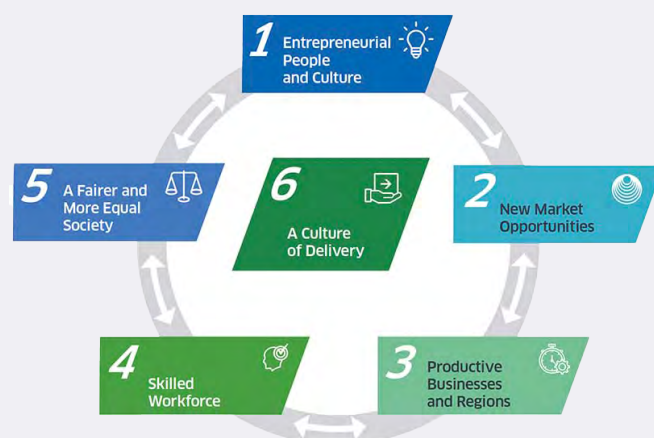 1
Entrepreneurial
People
and Culture
5
A Fairer and
More Equal
Society
6
A Culture
of Delivery
2
New Market
Opportunities
4
Skilled
Workforce
3
Productive
Businesses
and Regions